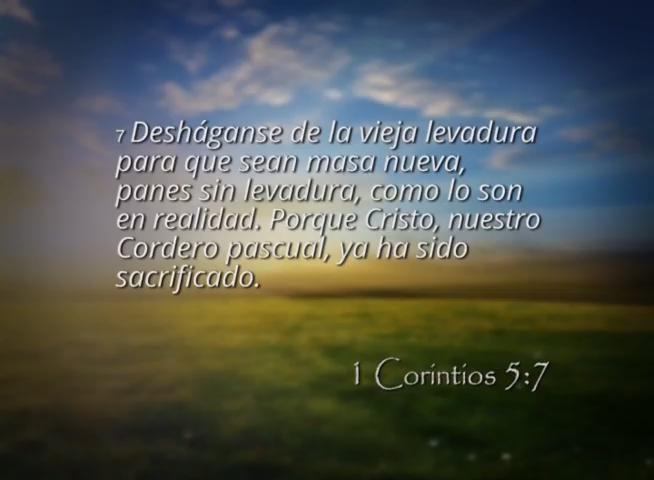 7 Desháganse de la vieja levadura
para que sean masa nueva,
panes sin levadura, como lo son
en realidad. Porque Cristo, nuestro
Cordero pascual, ya ha sido
sacrificado.
1 Corintios 5:7